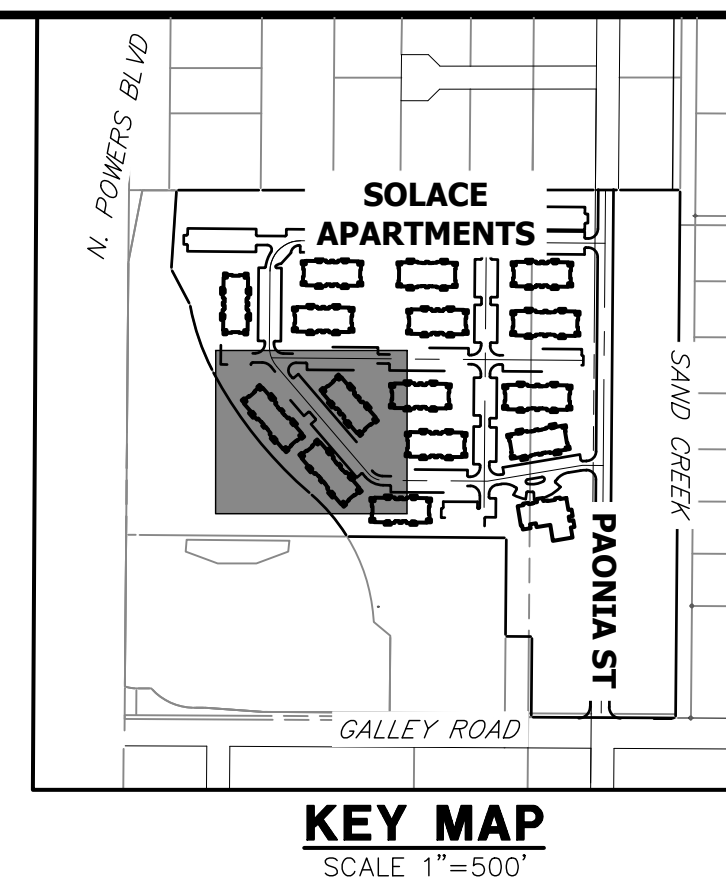 N. POWERS BLVD
SOLACE
APARTMENTS
SAND CREEK
PAONIA ST
GALLEY ROAD
KEY MAP
SCALE 1"=500'